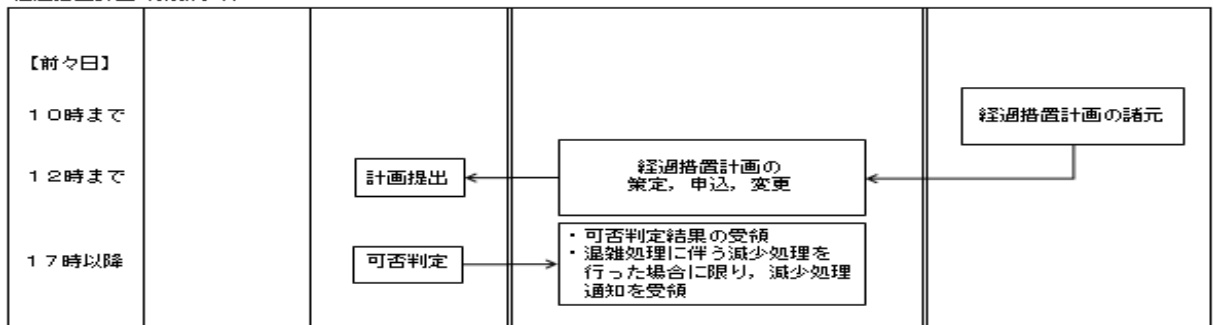 【前々日】
１０時まで
経過措置計画の諸元
１２時まで
計画提出
経過措置計画の
策定，申込，変更
１７時以降
可否判定
・可否判定結果の受領
・混雑処理に伴う減少処理を
行った場合に限り，減少処理
通知を受領